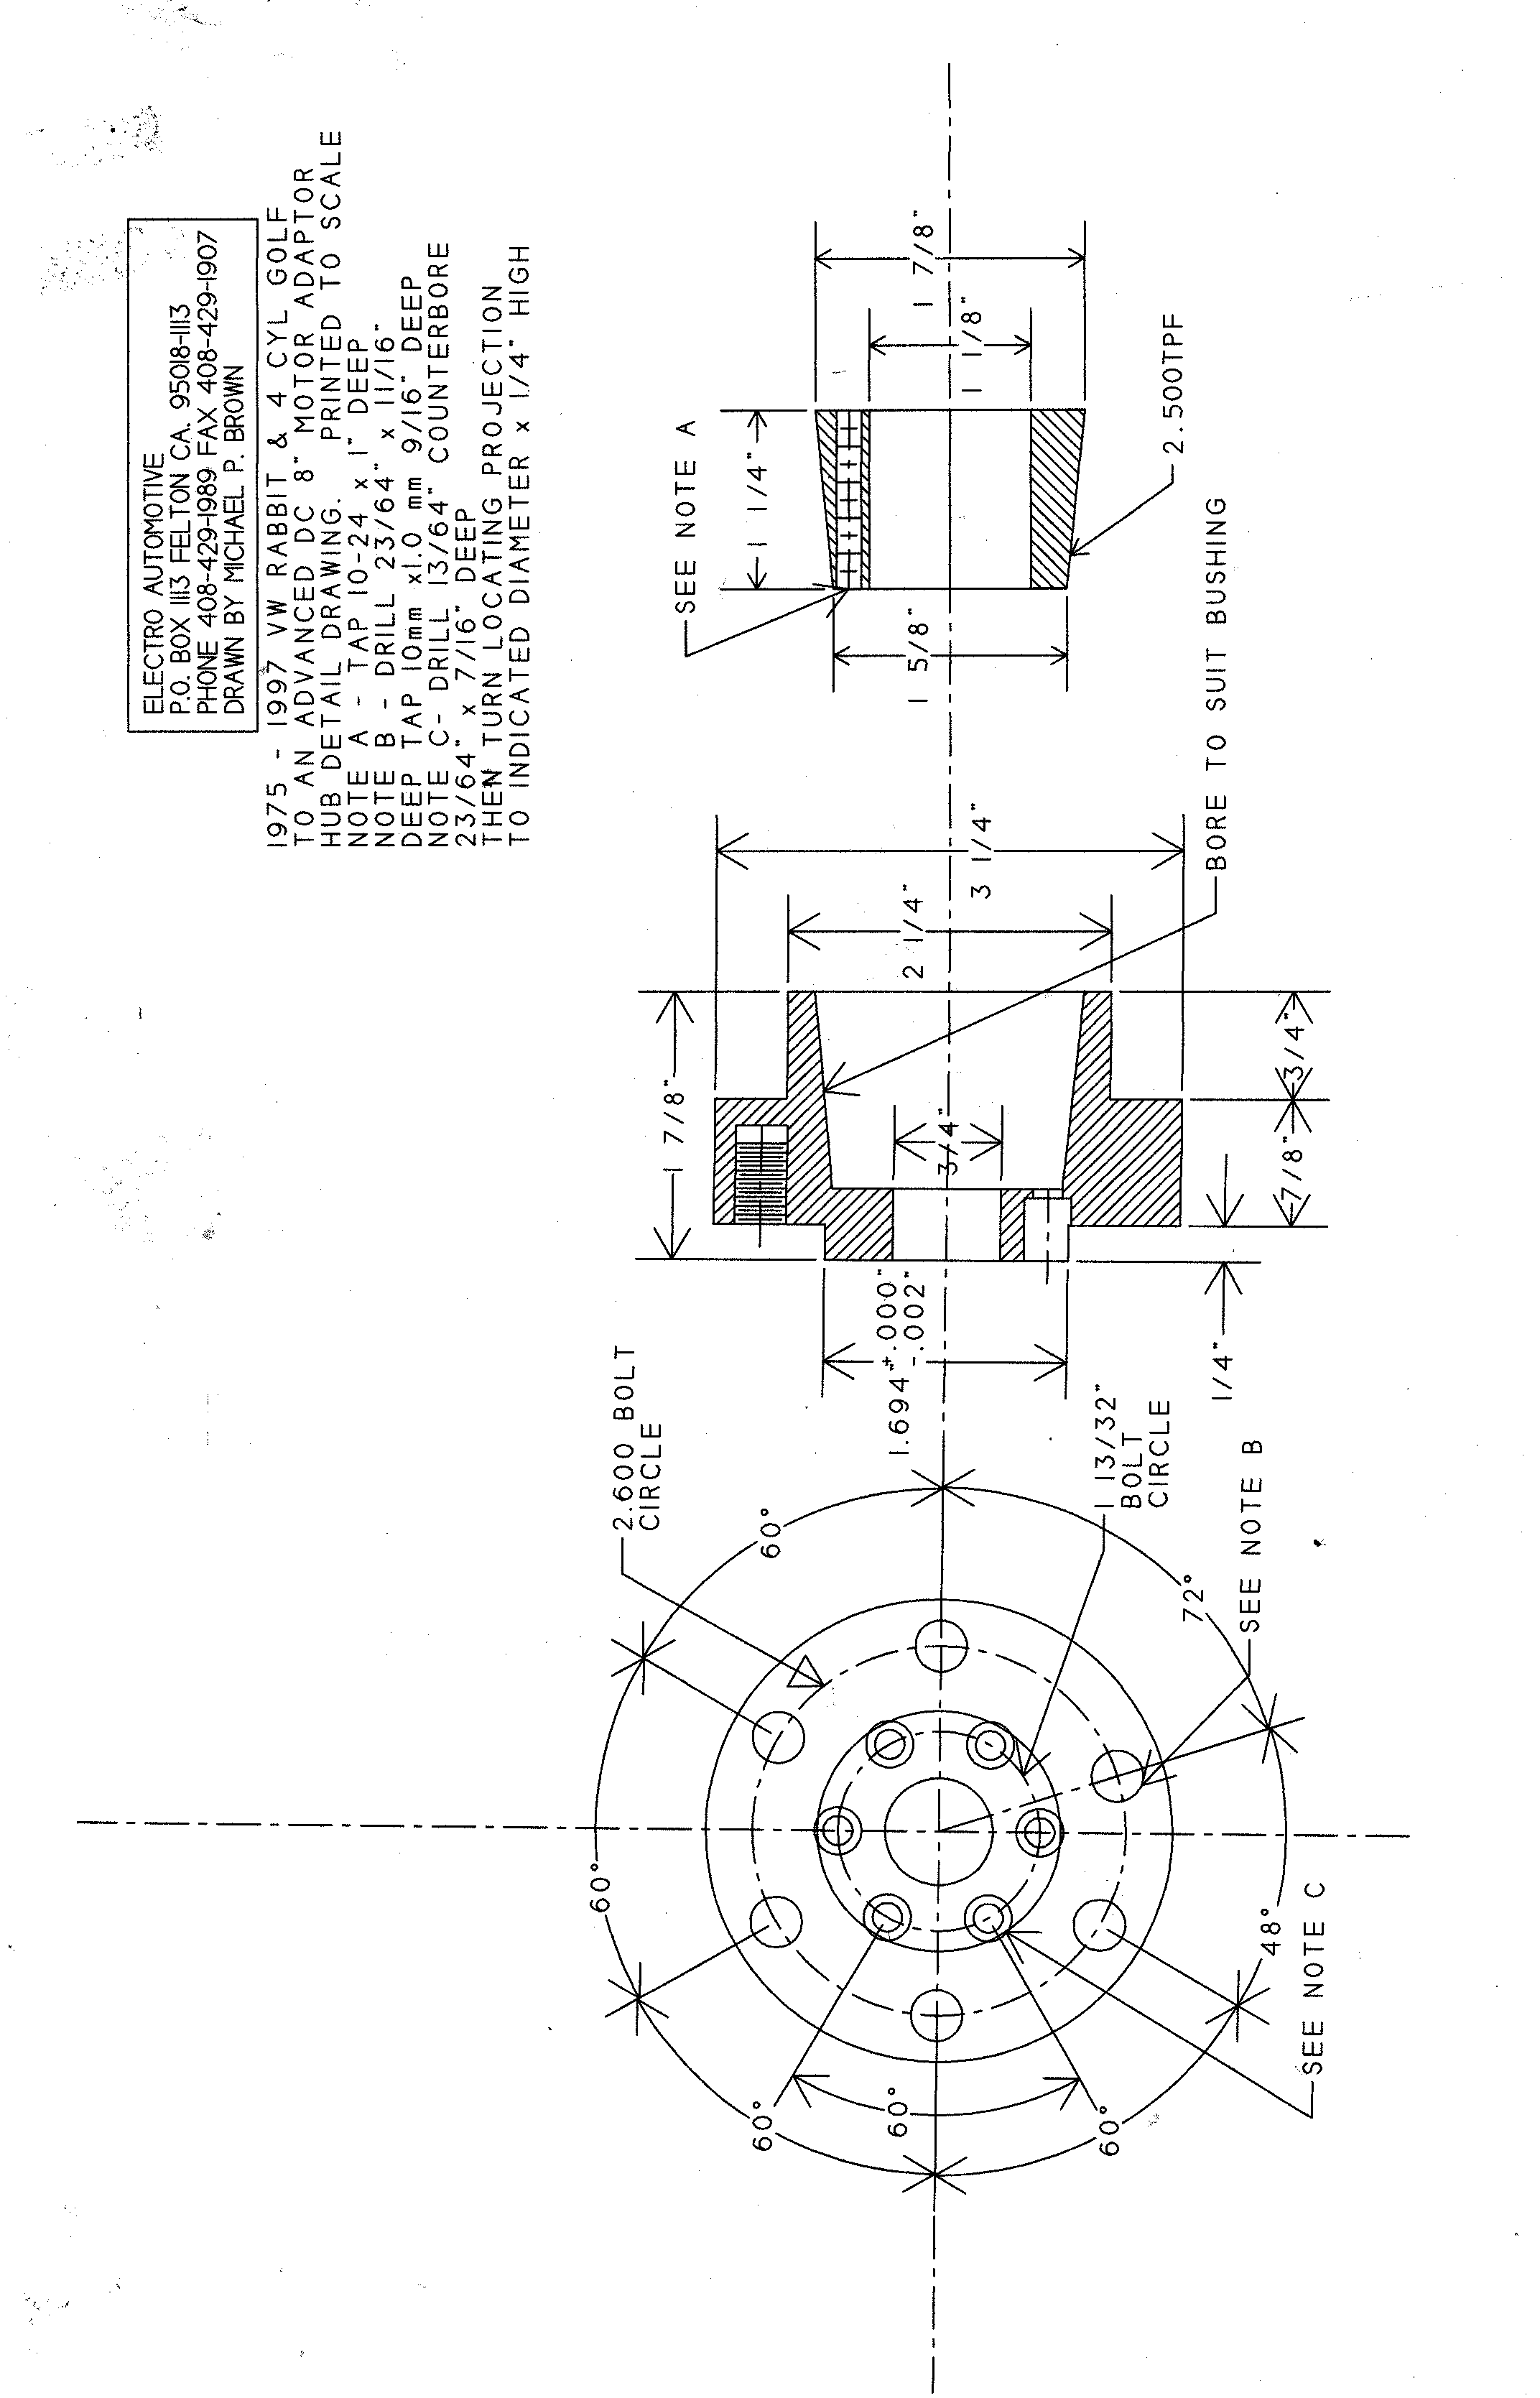 ELECTRO AUTOMOTIVE
P.O. BOX 1113 FELTON CA. 95018-1113
PHONE 408-429-1989 FAX 408-429-1907
DRAWN BY MICHAEL P. BROWN
1975 - 1997 VW RABBIT & 4 CYL GOLF
TO AN ADVANCED DC 8" MOTOR ADAPTOR
HUB DETAIL DRAWING. PRINTED TO SCALE
NOTE A - TAP 10-24 x 1" DEEP
NOTE B - DRILL 23/64" x 11/16"
DEEP TAP 10mm x1.0 mm 9/16" DEEP
NOTE C- DRILL 13/64" COUNTERBORE
23/64" x 7/16" DEEP
THEN TURN LOCATING PROJECTION
TO INDICATED DIAMETER x 1/4" HIGH
2.600 BOLT
CIRCLE
60°
60°
60°
60°
60°
72°
48°
1 13/32"
BOLT
CIRCLE
SEE NOTE B
SEE NOTE C
1 7/8"
1.694" +.000"
-.002"
3/4"
2 1/4"
3 1/4"
1/4"
7/8"
3/4"
BORE TO SUIT BUSHING
SEE NOTE A
1 1/4"
1 5/8"
1 1/8"
1 7/8"
2.500TPF